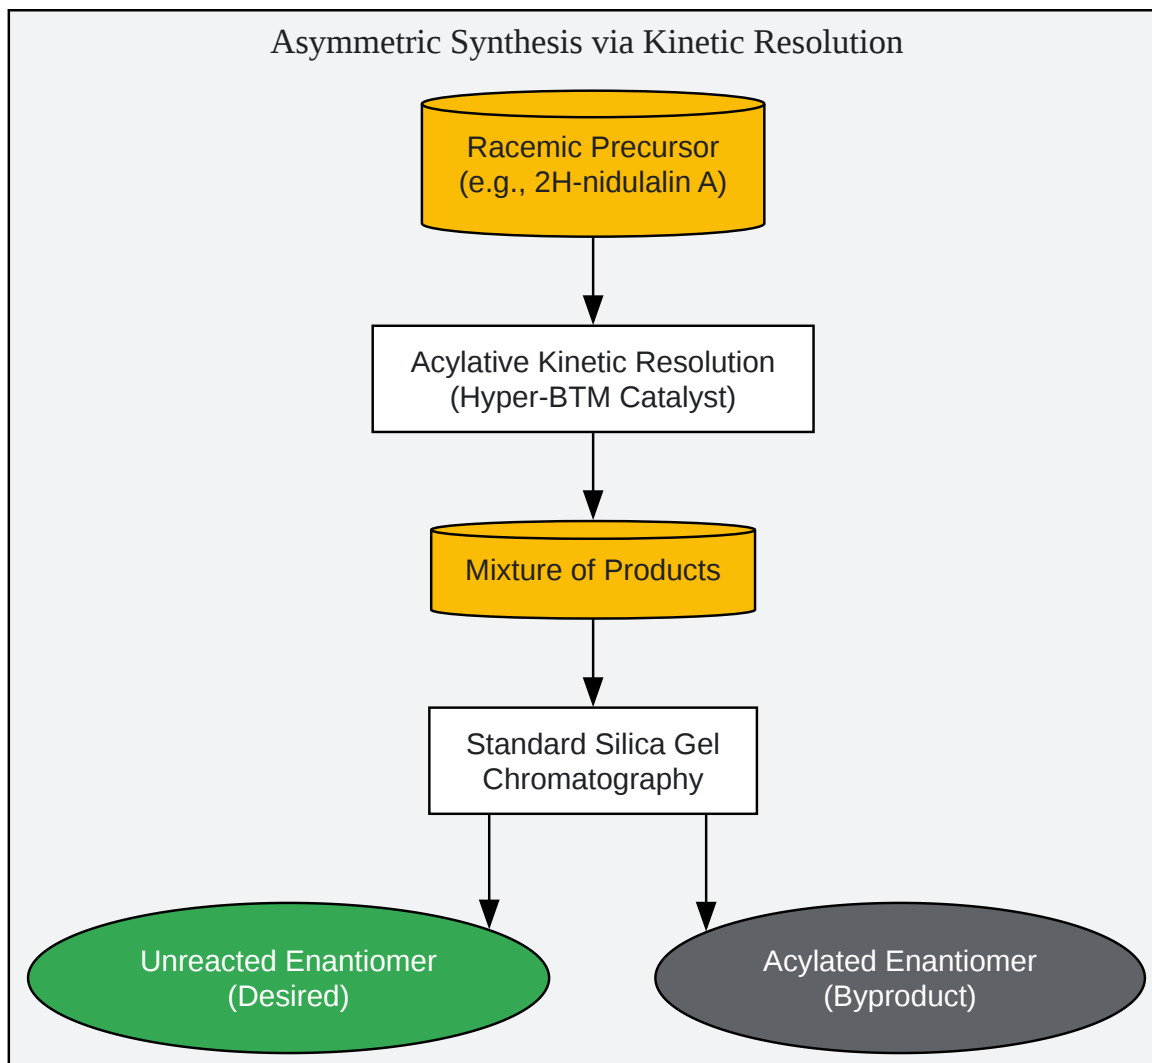 Asymmetric Synthesis via Kinetic Resolution
Racemic Precursor
(e.g., 2H-nidulalin A)
Acylative Kinetic Resolution
(Hyper-BTM Catalyst)
Mixture of Products
Standard Silica Gel
Chromatography
Unreacted Enantiomer
(Desired)
Acylated Enantiomer
(Byproduct)